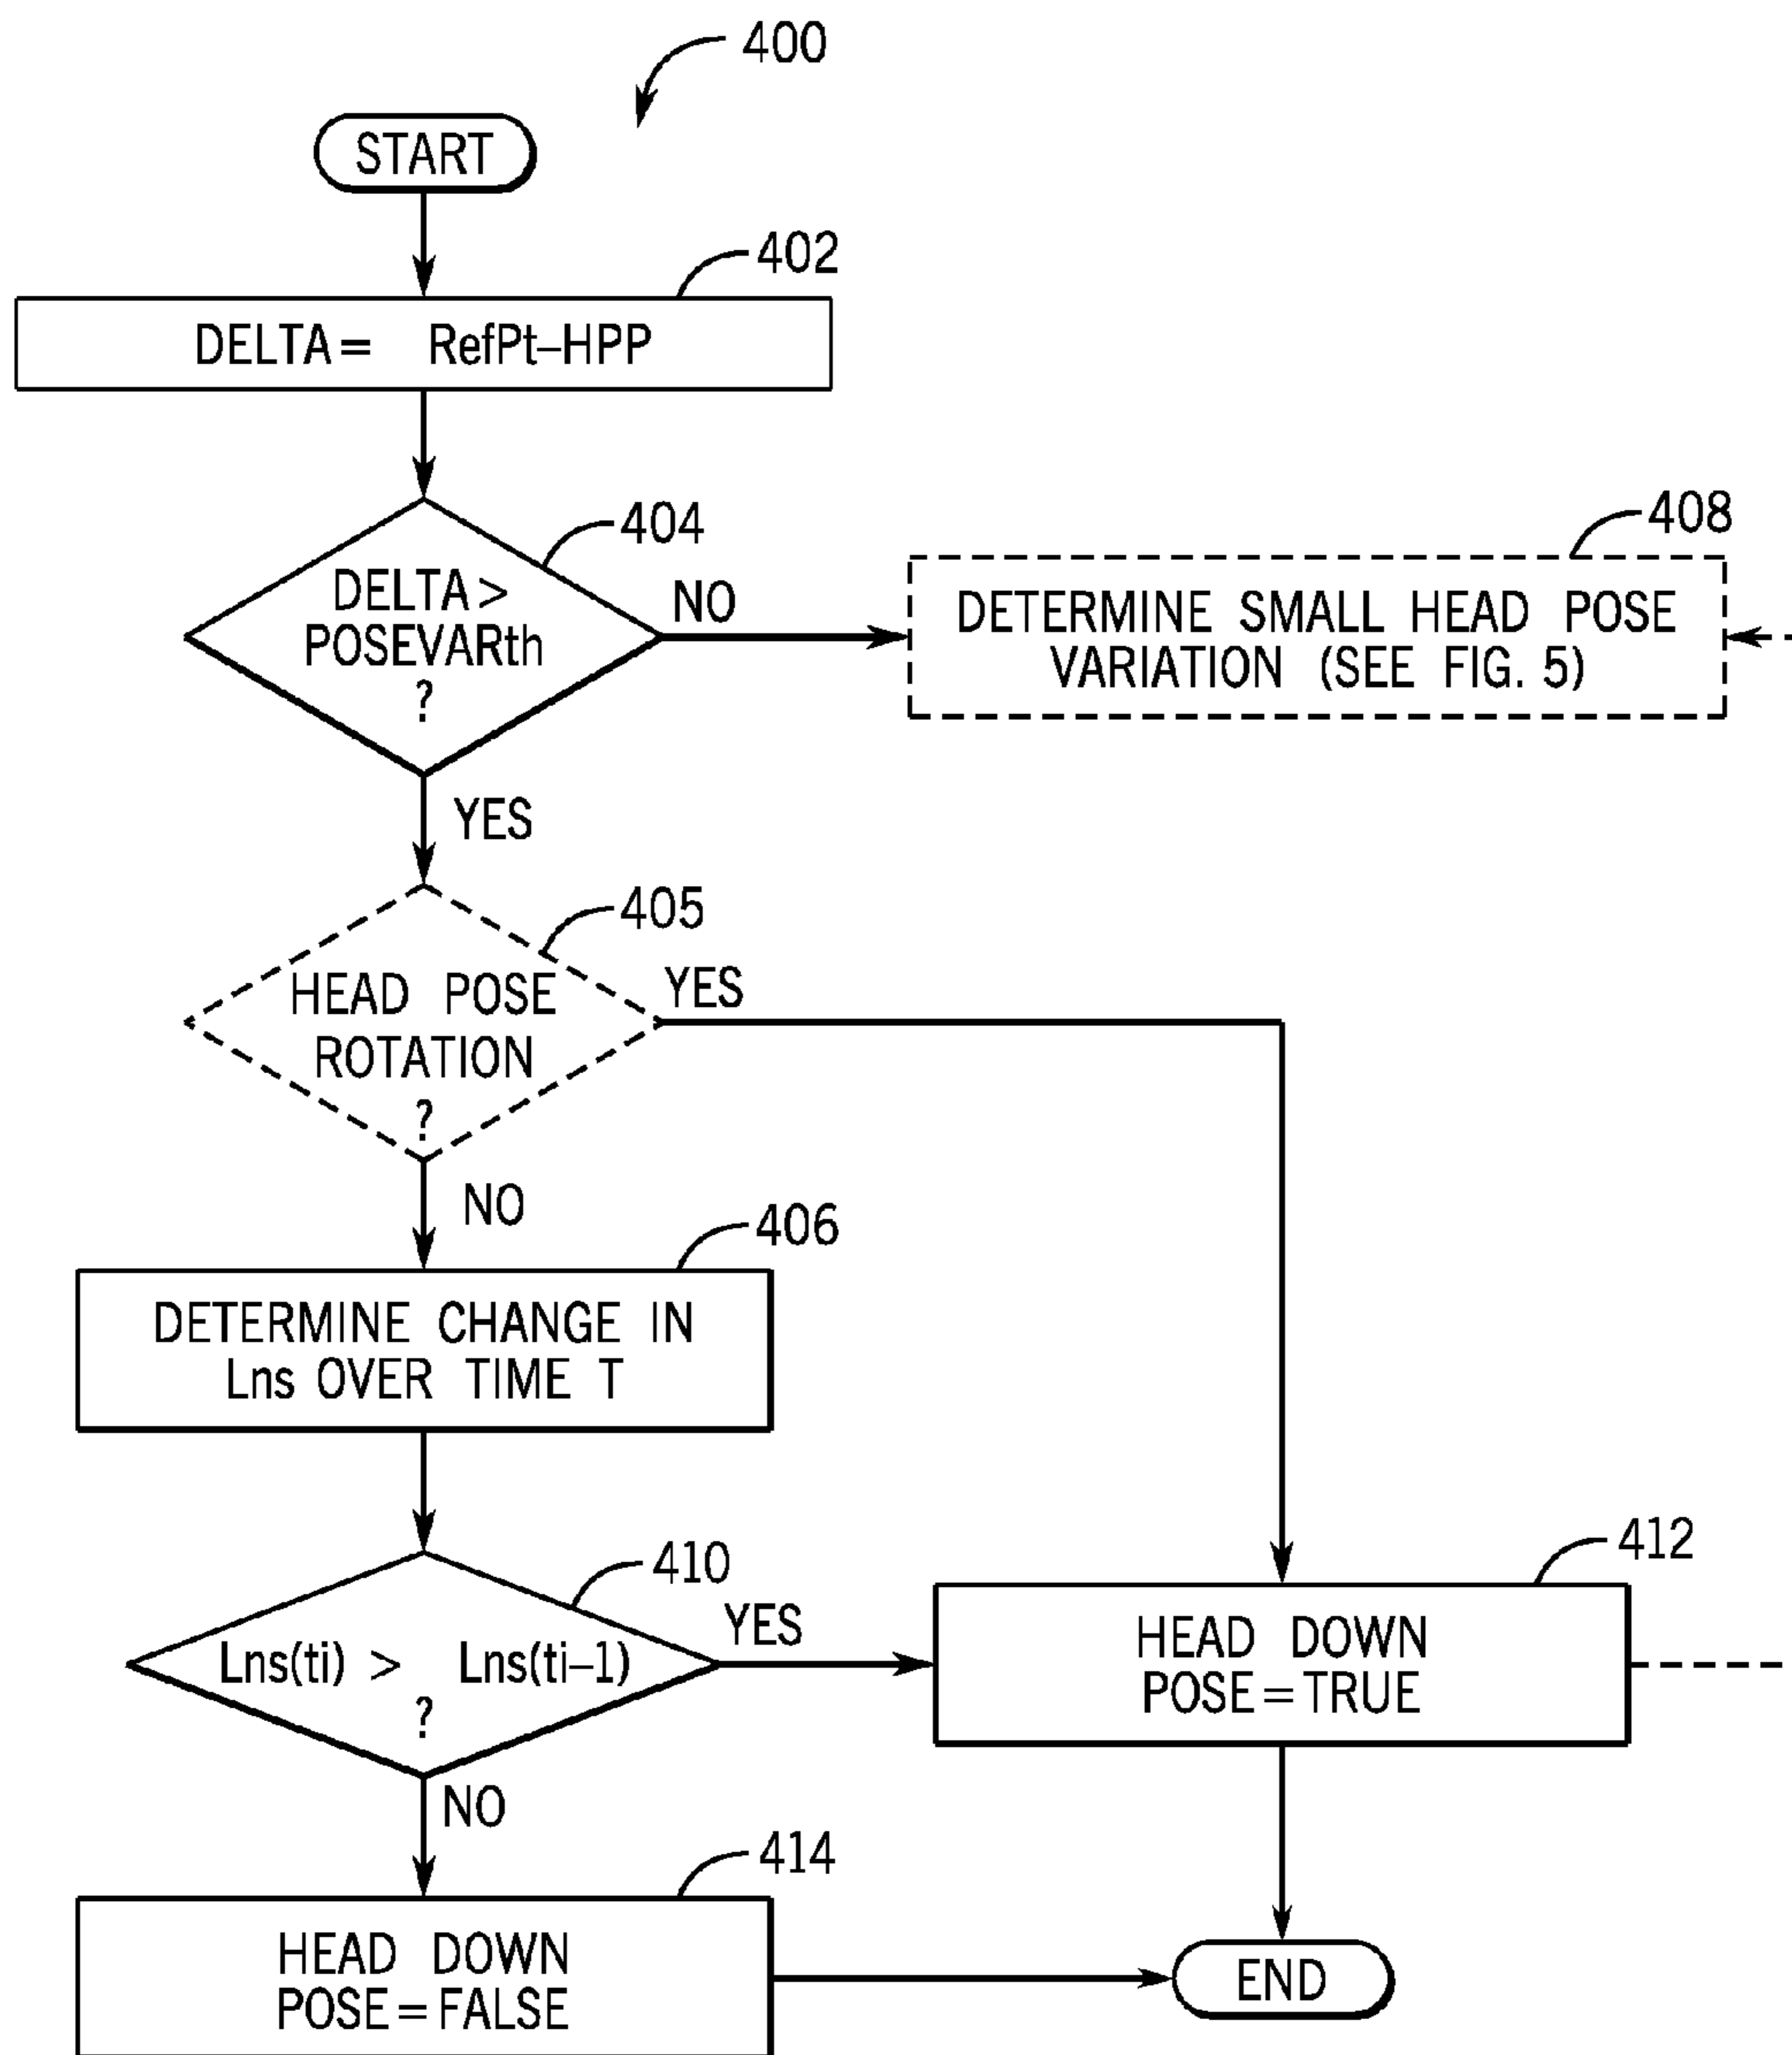 400
START
402
DELTA= RefPt–HPP
404
DELTA >
POSEVARth
?
NO
408
DETERMINE SMALL HEAD POSE
VARIATION (SEE FIG. 5)
YES
405
HEAD POSE
ROTATION
?
YES
NO
406
DETERMINE CHANGE IN
Lns OVER TIME T
410
Lns(ti) > Lns(ti–1)
?
YES
412
HEAD DOWN
POSE=TRUE
NO
414
HEAD DOWN
POSE=FALSE
END